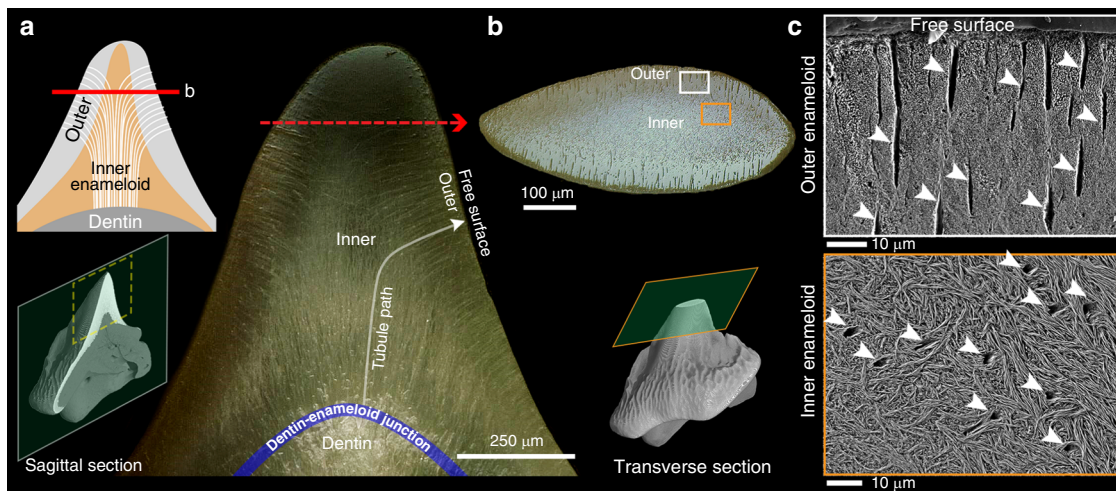 a
b
Outer
Inner
enameloid
Dentin
Sagittal section
Inner
Outer
Free surface
Tubule path
Dentin-enameloid junction
Dentin
250 μm
b
Outer
Inner
100 μm
Transverse section
c
Free surface
Outer enameloid
10 μm
Inner enameloid
10 μm